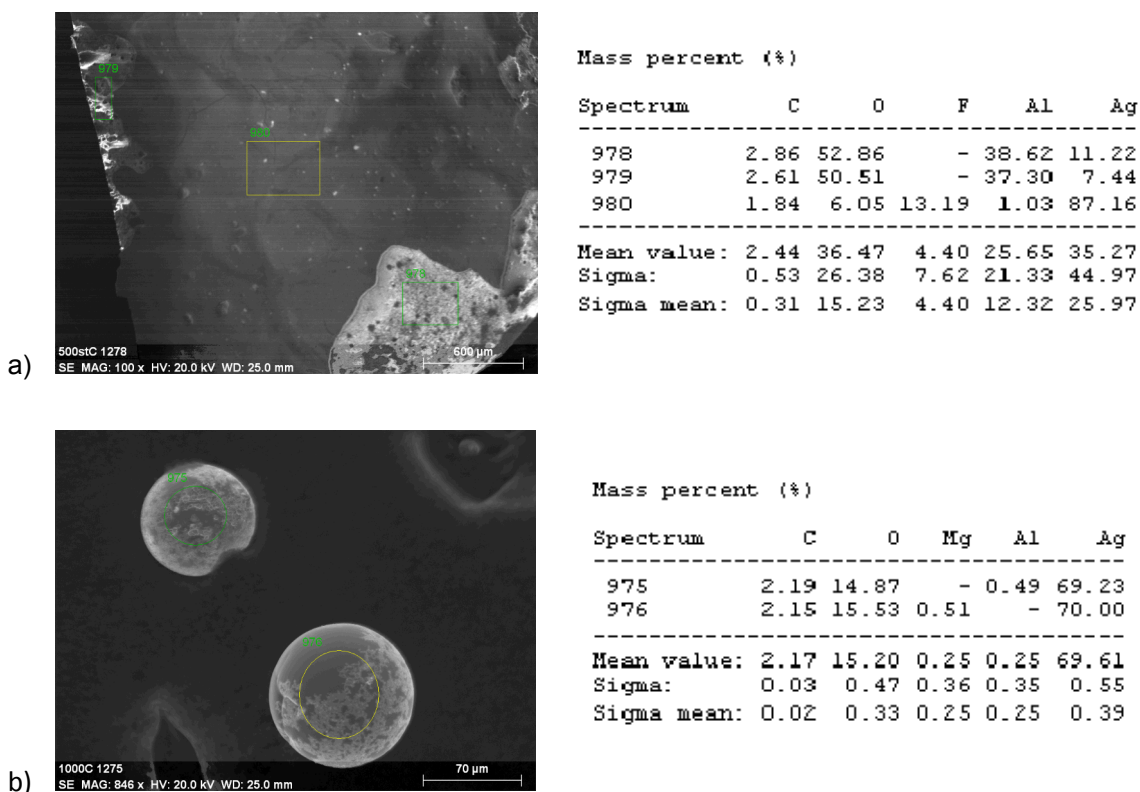 a)
979
980
978
500stC 1278
SE MAG: 100 x HV: 20.0 kV WD: 25.0 mm
600 µm
Mass percent (%)
Spectrum C O F Al Ag
------------------------------------------------
978 2.86 52.86 - 38.62 11.22
979 2.61 50.51 - 37.30 7.44
980 1.84 6.05 13.19 1.03 87.16
------------------------------------------------
Mean value: 2.44 36.47 4.40 25.65 35.27
Sigma: 0.53 26.38 7.62 21.33 44.97
Sigma mean: 0.31 15.23 4.40 12.32 25.97
b)
1000C 1275
SE MAG: 846 x HV: 20.0 kV WD: 25.0 mm
70 µm
Mass percent (%)
Spectrum C O Mg Al Ag
------------------------------------------------
975 2.19 14.87 - 0.49 69.23
976 2.15 15.53 0.51 - 70.00
------------------------------------------------
Mean value: 2.17 15.20 0.25 0.25 69.61
Sigma: 0.03 0.47 0.36 0.35 0.55
Sigma mean: 0.02 0.33 0.25 0.25 0.39